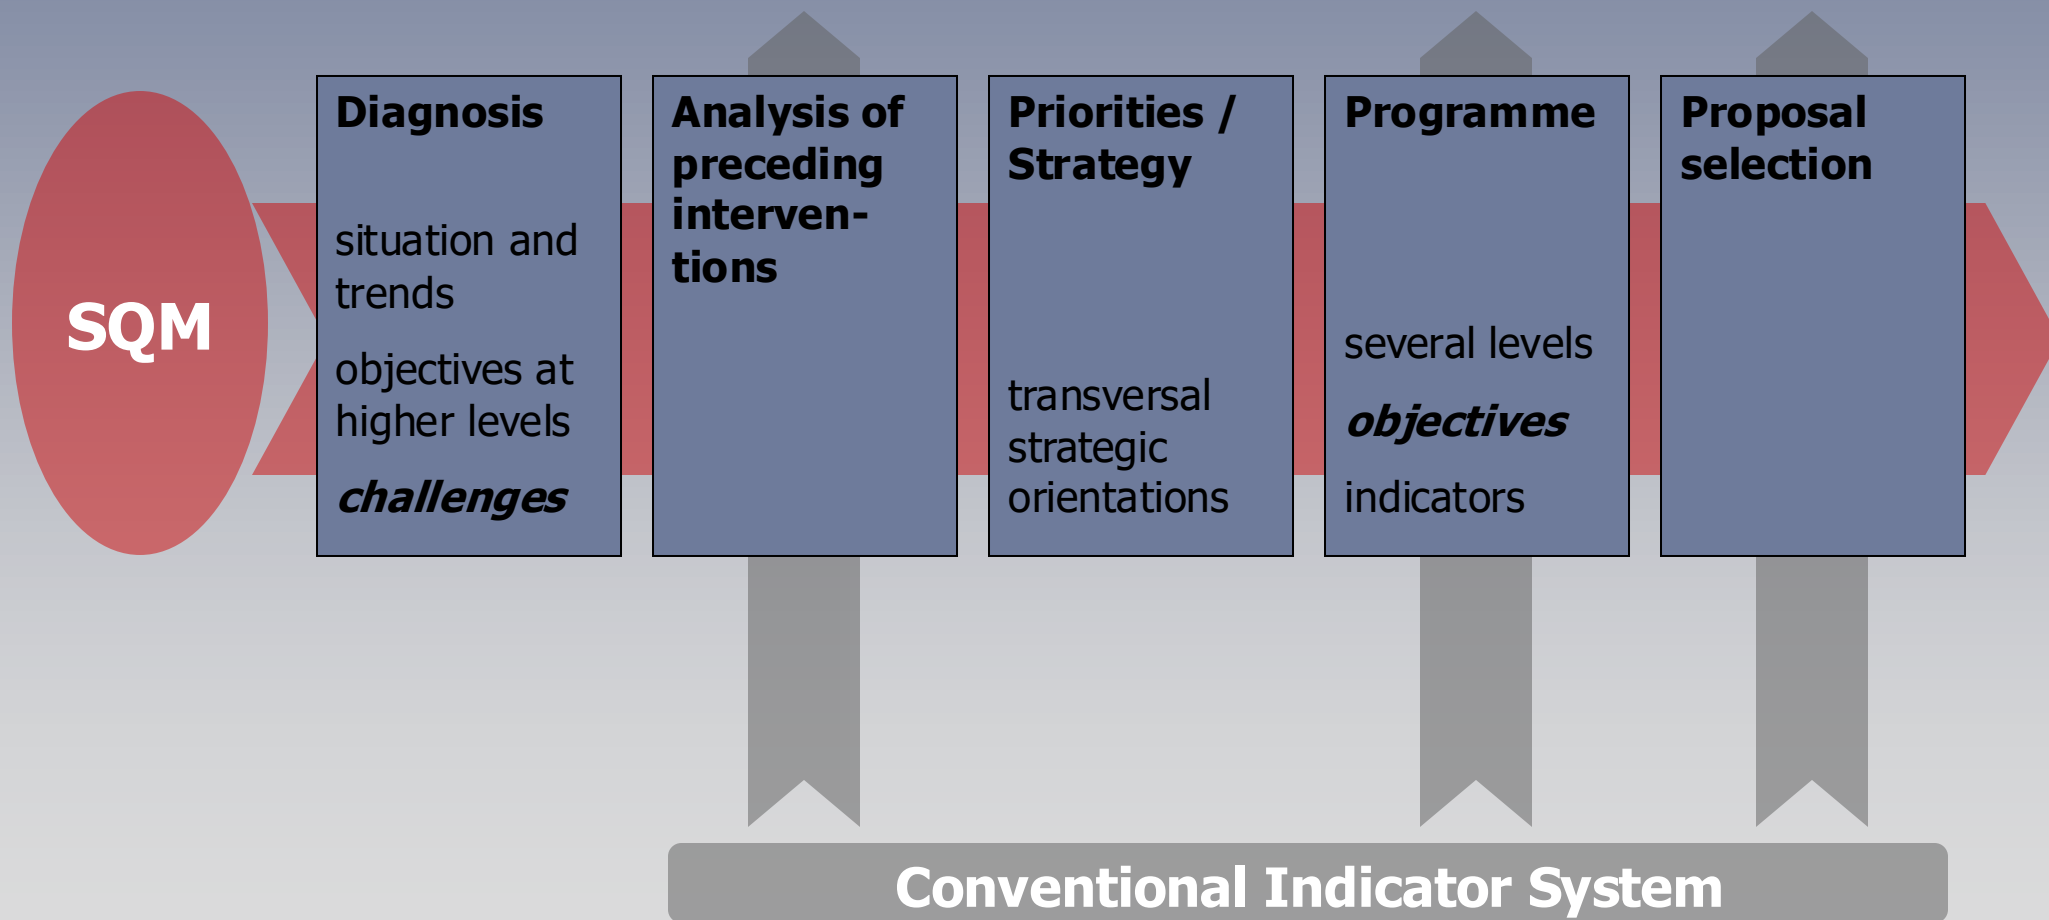 SQM
Diagnosis
situation and
trends
objectives at
higher levels
challenges
Analysis of
preceding
interven-
tions
Priorities /
Strategy
transversal
strategic
orientations
Programme
several levels
objectives
indicators
Proposal
selection
Conventional Indicator System